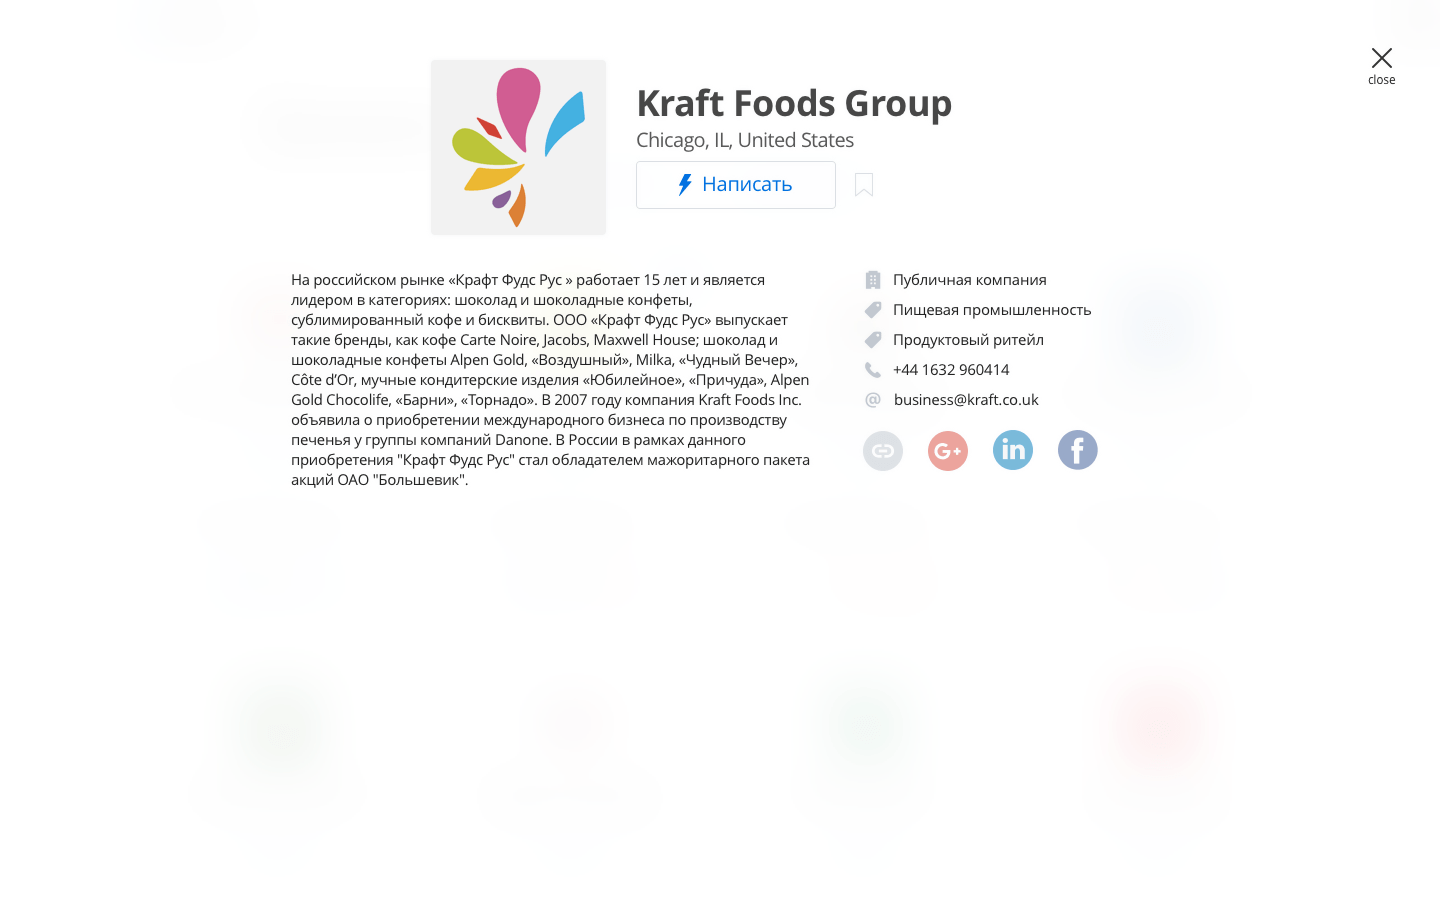 close
Kraft Foods Group
Chicago, IL, United States
Написать
На российском рынке «Крафт Фудс Рус » работает 15 лет и является
лидером в категориях: шоколад и шоколадные конфеты,
сублимированный кофе и бисквиты. ООО «Крафт Фудс Рус» выпускает
такие бренды, как кофе Carte Noire, Jacobs, Maxwell House; шоколад и
шоколадные конфеты Alpen Gold, «Воздушный», Milka, «Чудный Вечер»,
Côte d’Or, мучные кондитерские изделия «Юбилейное», «Причуда», Alpen
Gold Chocolife, «Барни», «Торнадо». В 2007 году компания Kraft Foods Inc.
объявила о приобретении международного бизнеса по производству
печенья у группы компаний Danone. В России в рамках данного
приобретения "Крафт Фудс Рус" стал обладателем мажоритарного пакета
акций ОАО "Большевик".
Публичная компания
Пищевая промышленность
Продуктовый ритейл
+44 1632 960414
business@kraft.co.uk